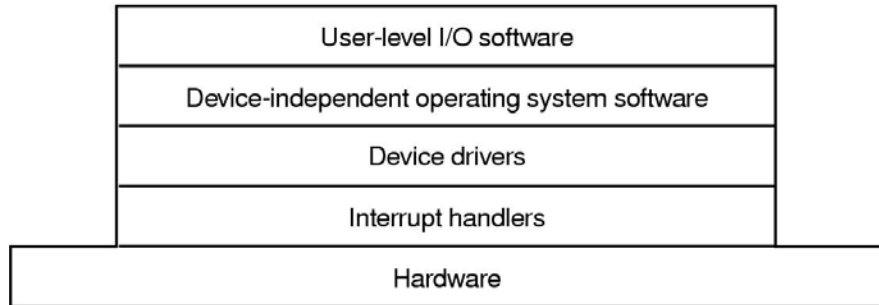 User-level I/O software
Device-independent operating system software
Device drivers
Interrupt handlers
Hardware